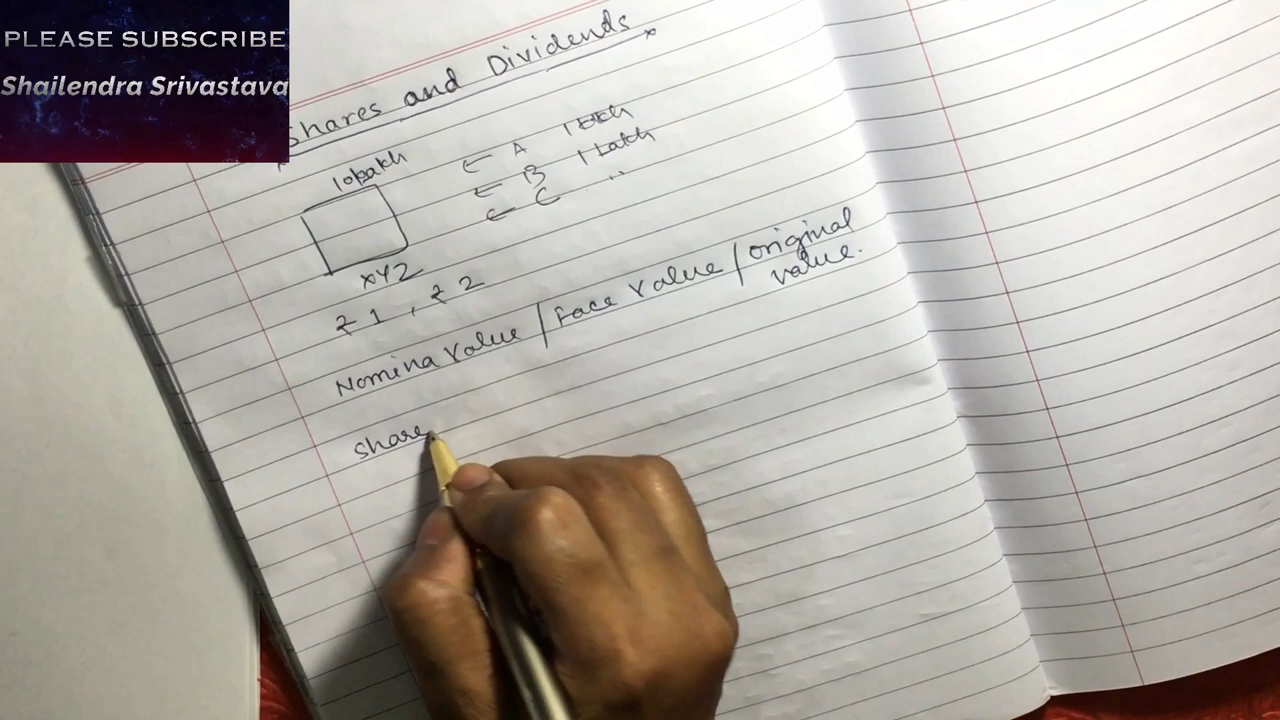 PLEASE SUBSCRIBE
Shailendra Srivastava
Shares and Dividends
10 lakh
← A 1 lakh
← B 1 lakh
← C ..
XYZ
₹ 1, ₹ 2
Nomina value / Face value / original
value.
Share